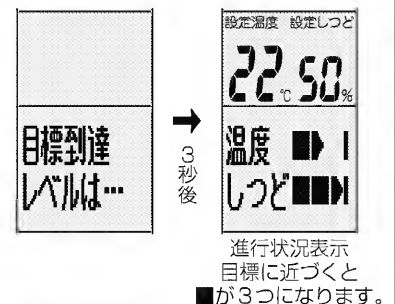 目標到達
レベルは…
3秒後
設定温度 設定しつど
22℃ 50%
温度
しつど
進行状況表示
目標に近づくと
■が3つになります。